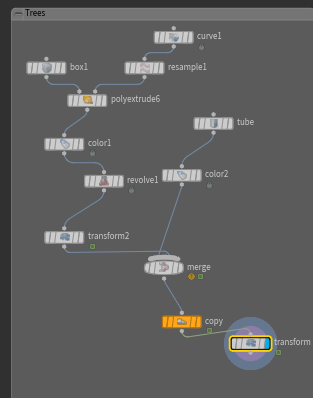 Trees
curve1
box1
resample1
polyextrude6
tube
color1
color2
revolve1
transform2
merge
copy
transform